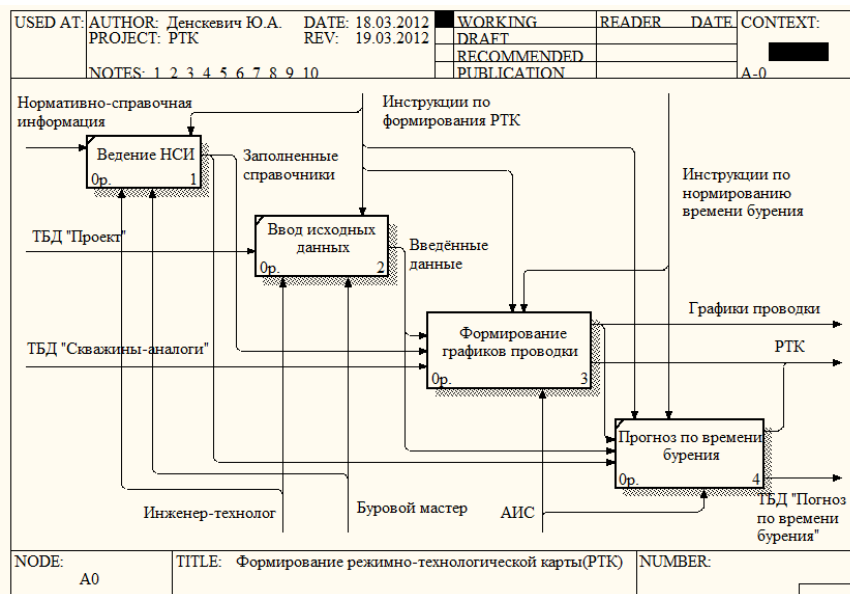 USED AT:
AUTHOR: Денскевич Ю.А.
DATE: 18.03.2012
PROJECT: РТК
REV: 19.03.2012
NOTES: 1 2 3 4 5 6 7 8 9 10
WORKING
DRAFT
RECOMMENDED
PUBLICATION
READER
DATE
CONTEXT:
A-0
Нормативно-справочная
информация
Инструкции по
формирования РТК
Ведение НСИ
0р.
1
Заполненные
справочники
Инструкции по
нормированию
времени бурения
ТБД "Проект"
Ввод исходных
данных
0р.
2
Введённые
данные
Графики проводки
ТБД "Скважины-аналоги"
Формирование
графиков проводки
0р.
3
РТК
Прогноз по времени
бурения
0р.
4
Инженер-технолог
Буровой мастер
АИС
ТБД "Погноз
по времени
бурения"
NODE:
A0
TITLE: Формирование режимно-технологической карты(РТК)
NUMBER: